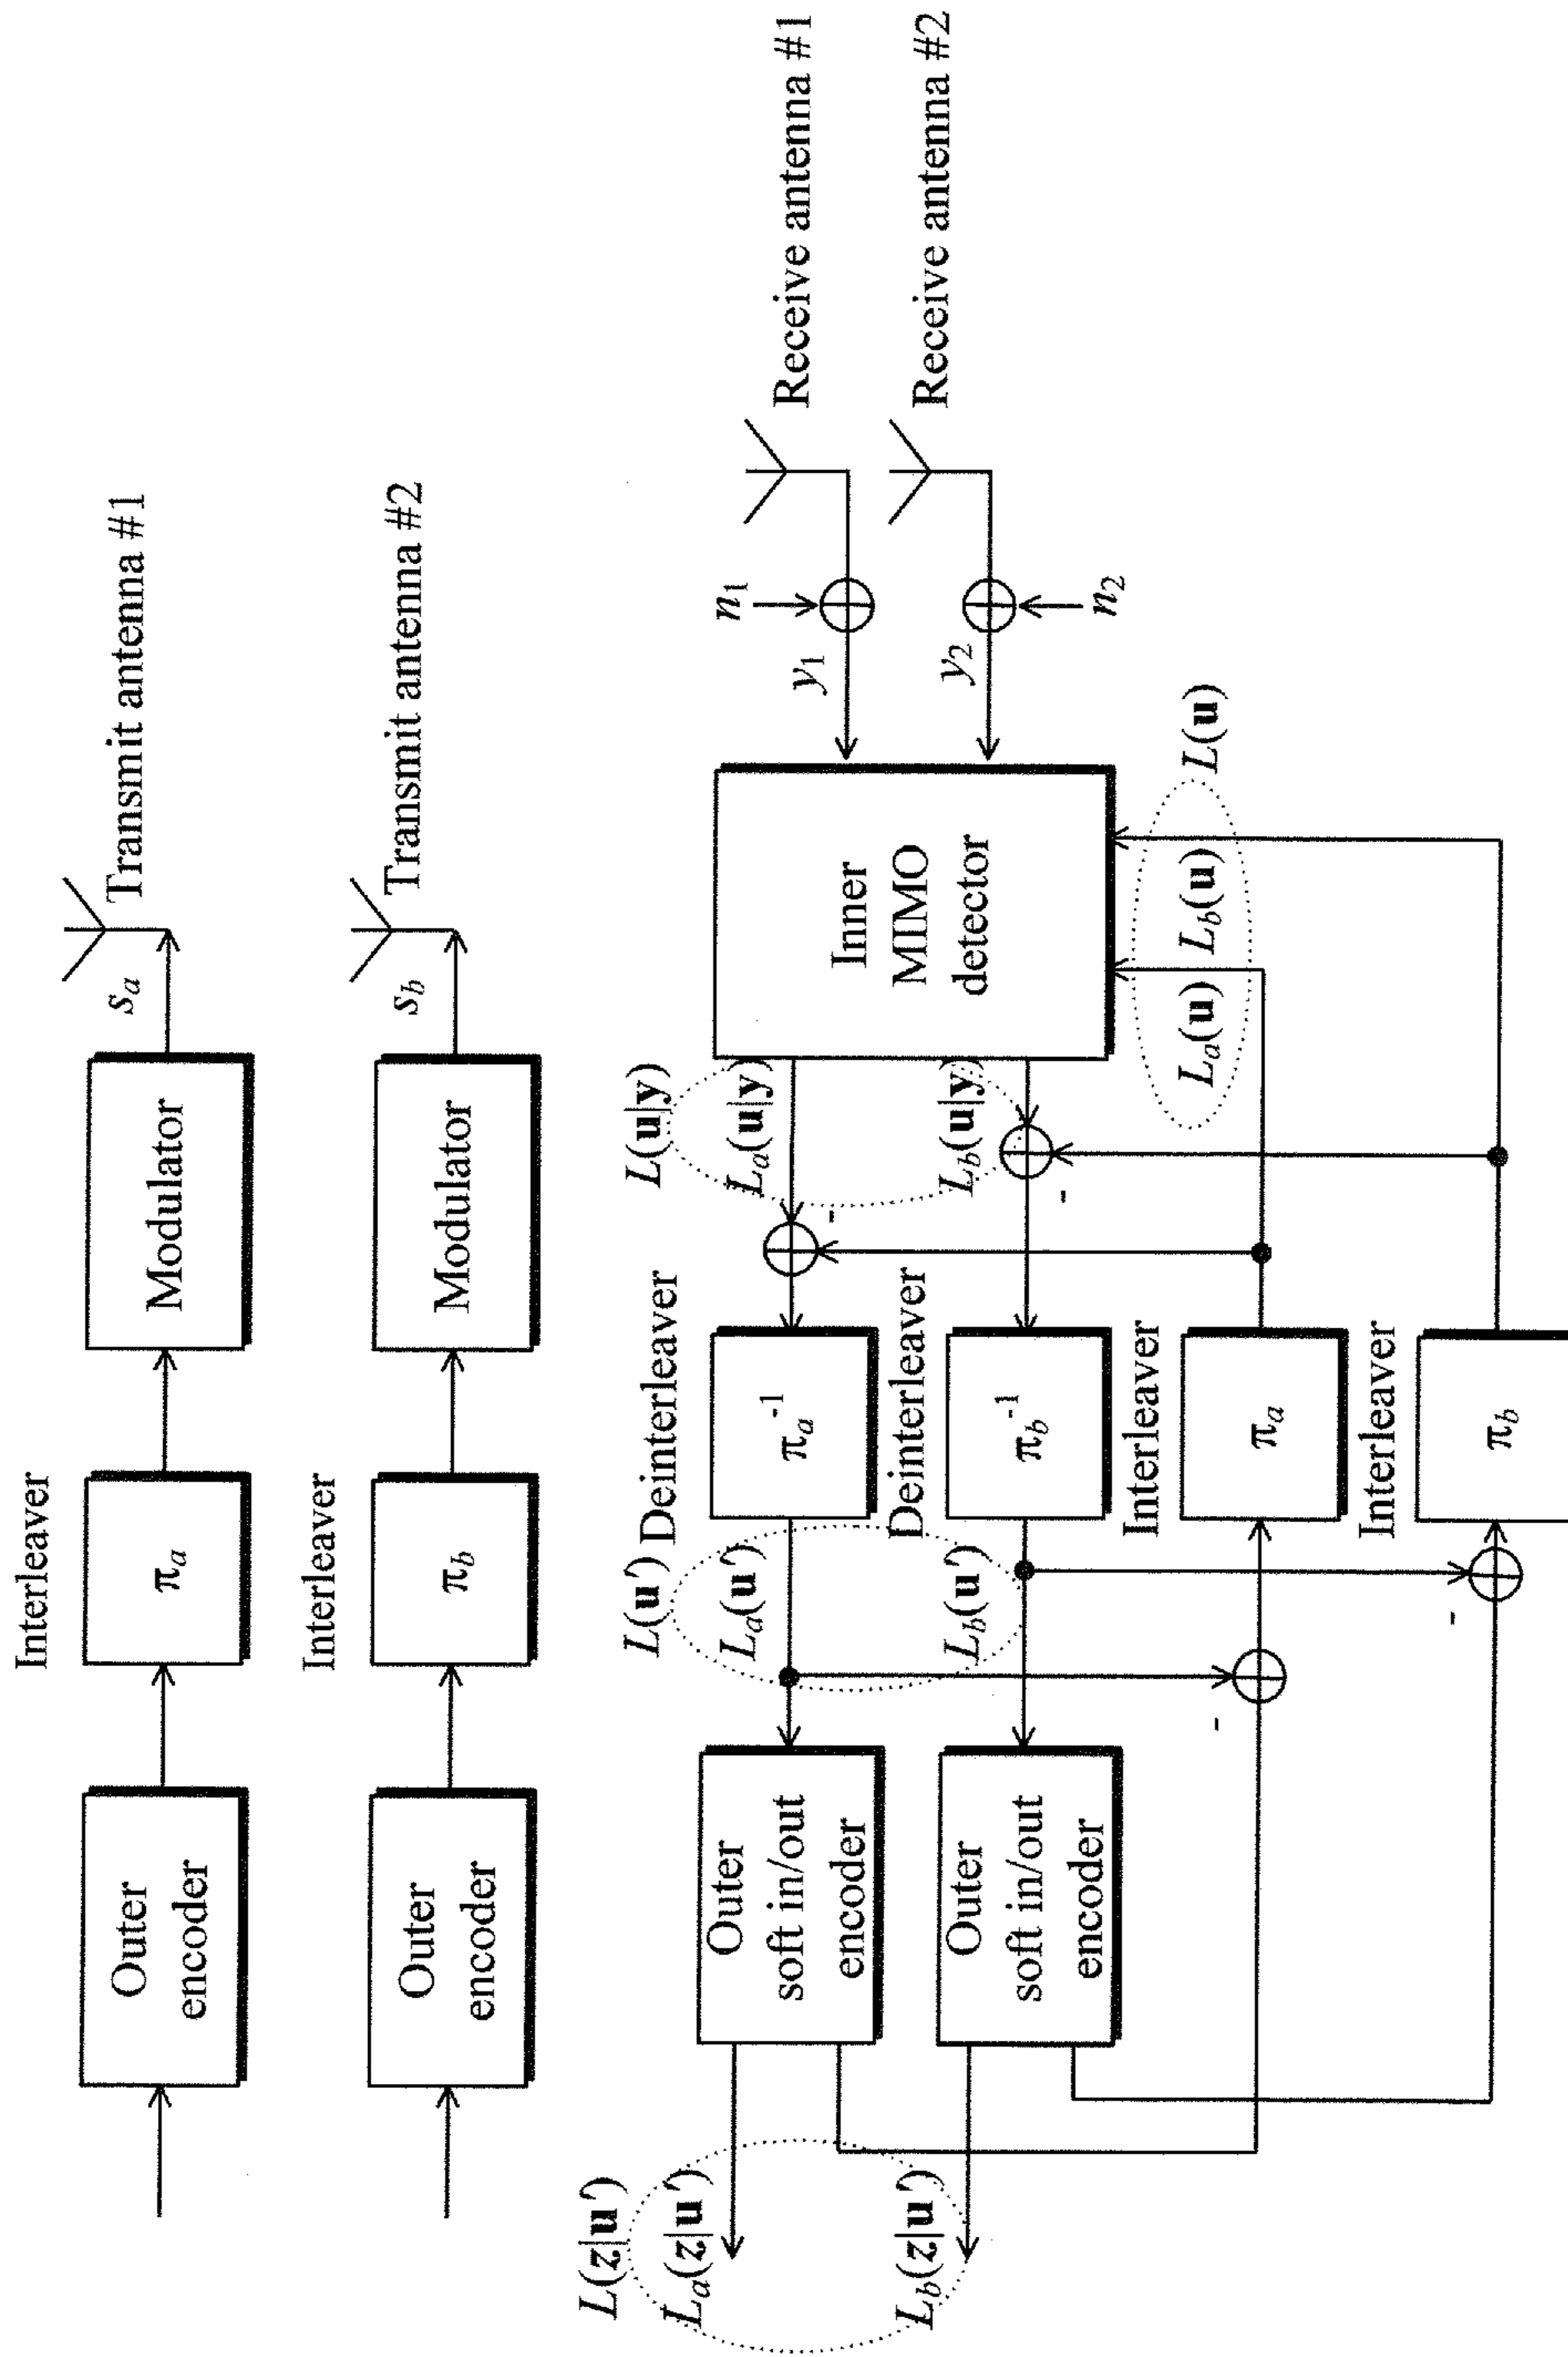 Interleaver
Outer
encoder
πa
Modulator
sa
Transmit antenna #1
Interleaver
Outer
encoder
πb
Modulator
sb
Transmit antenna #2
L(z|u')
La(z|u')
Lb(z|u')
Outer
soft in/out
encoder
Outer
soft in/out
encoder
L(u')
La(u')
Lb(u')
-
-
Deinterleaver
πa-1
Deinterleaver
πb-1
Interleaver
πa
Interleaver
πb
-
-
L(u|y)
La(u|y)
Lb(u|y)
Inner
MIMO
detector
La(u) Lb(u) L(u)
n1
y1
y2
n2
Receive antenna #1
Receive antenna #2